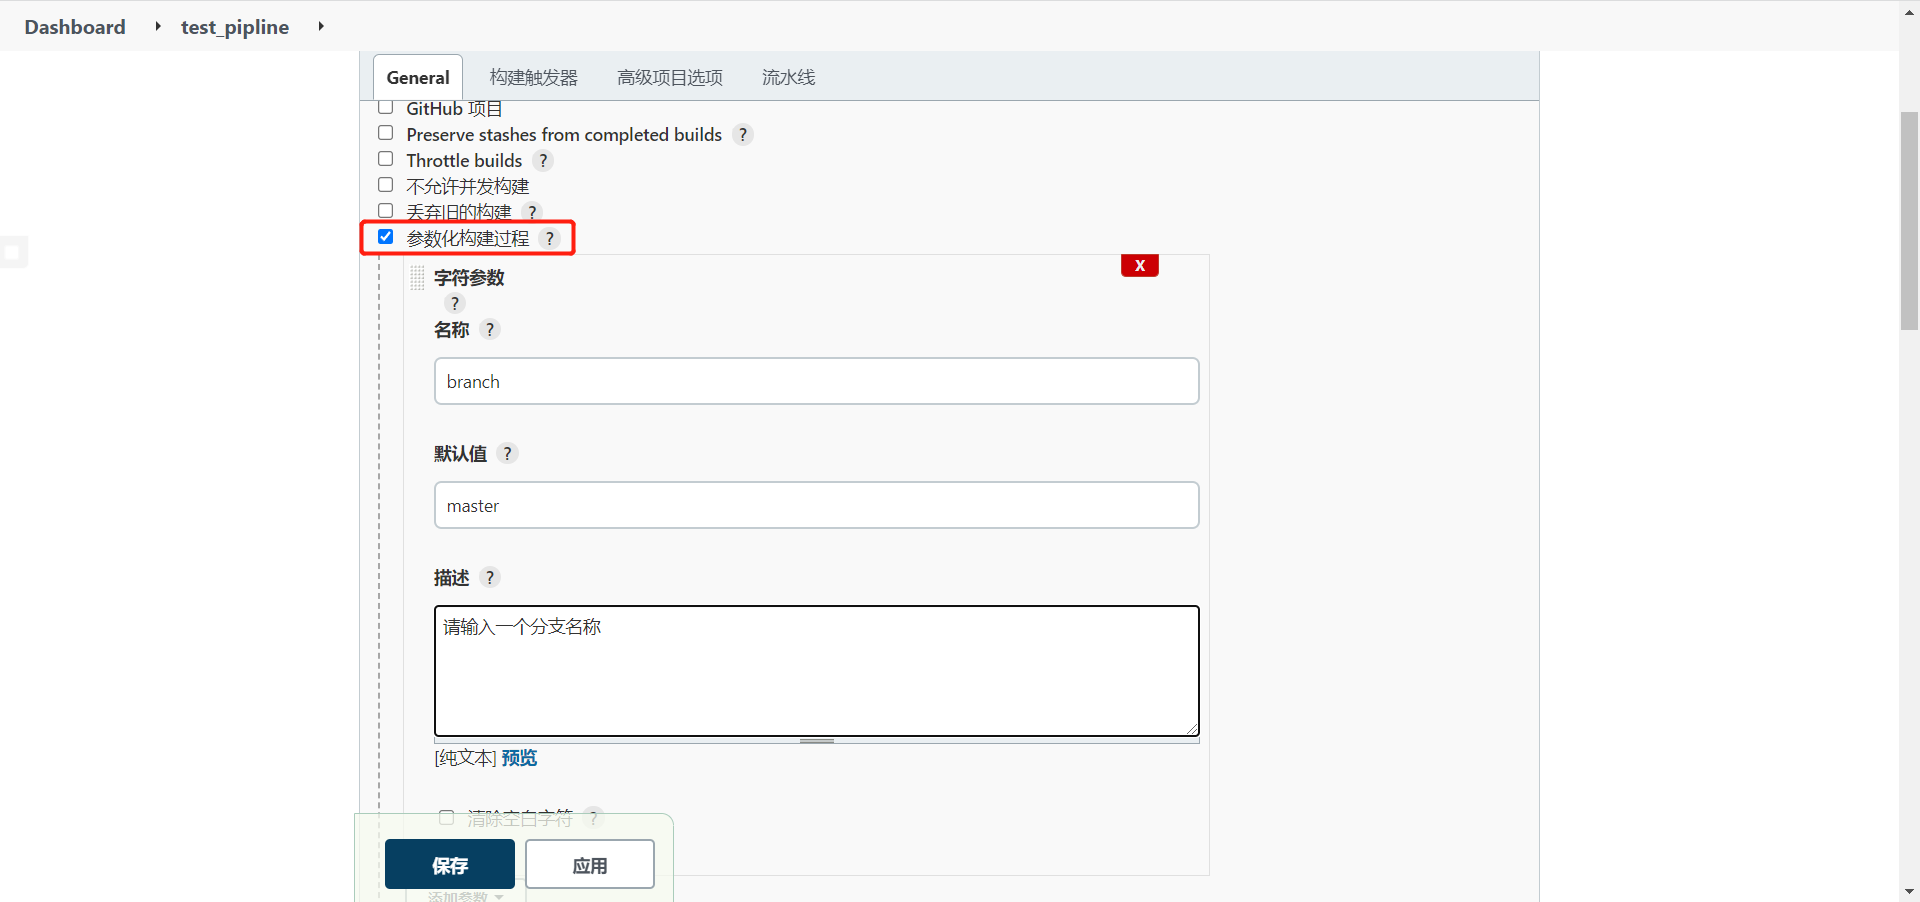 Dashboard test_pipline
General 构建触发器 高级项目选项 流水线
GitHub 项目
Preserve stashes from completed builds ?
Throttle builds ?
不允许并发构建
丢弃旧的构建 ?
参数化构建过程 ?
X
字符参数
?
名称 ?
branch
默认值 ?
master
描述 ?
请输入一个分支名称
[纯文本] 预览
清除空白字符 ?
保存 应用
添加参数